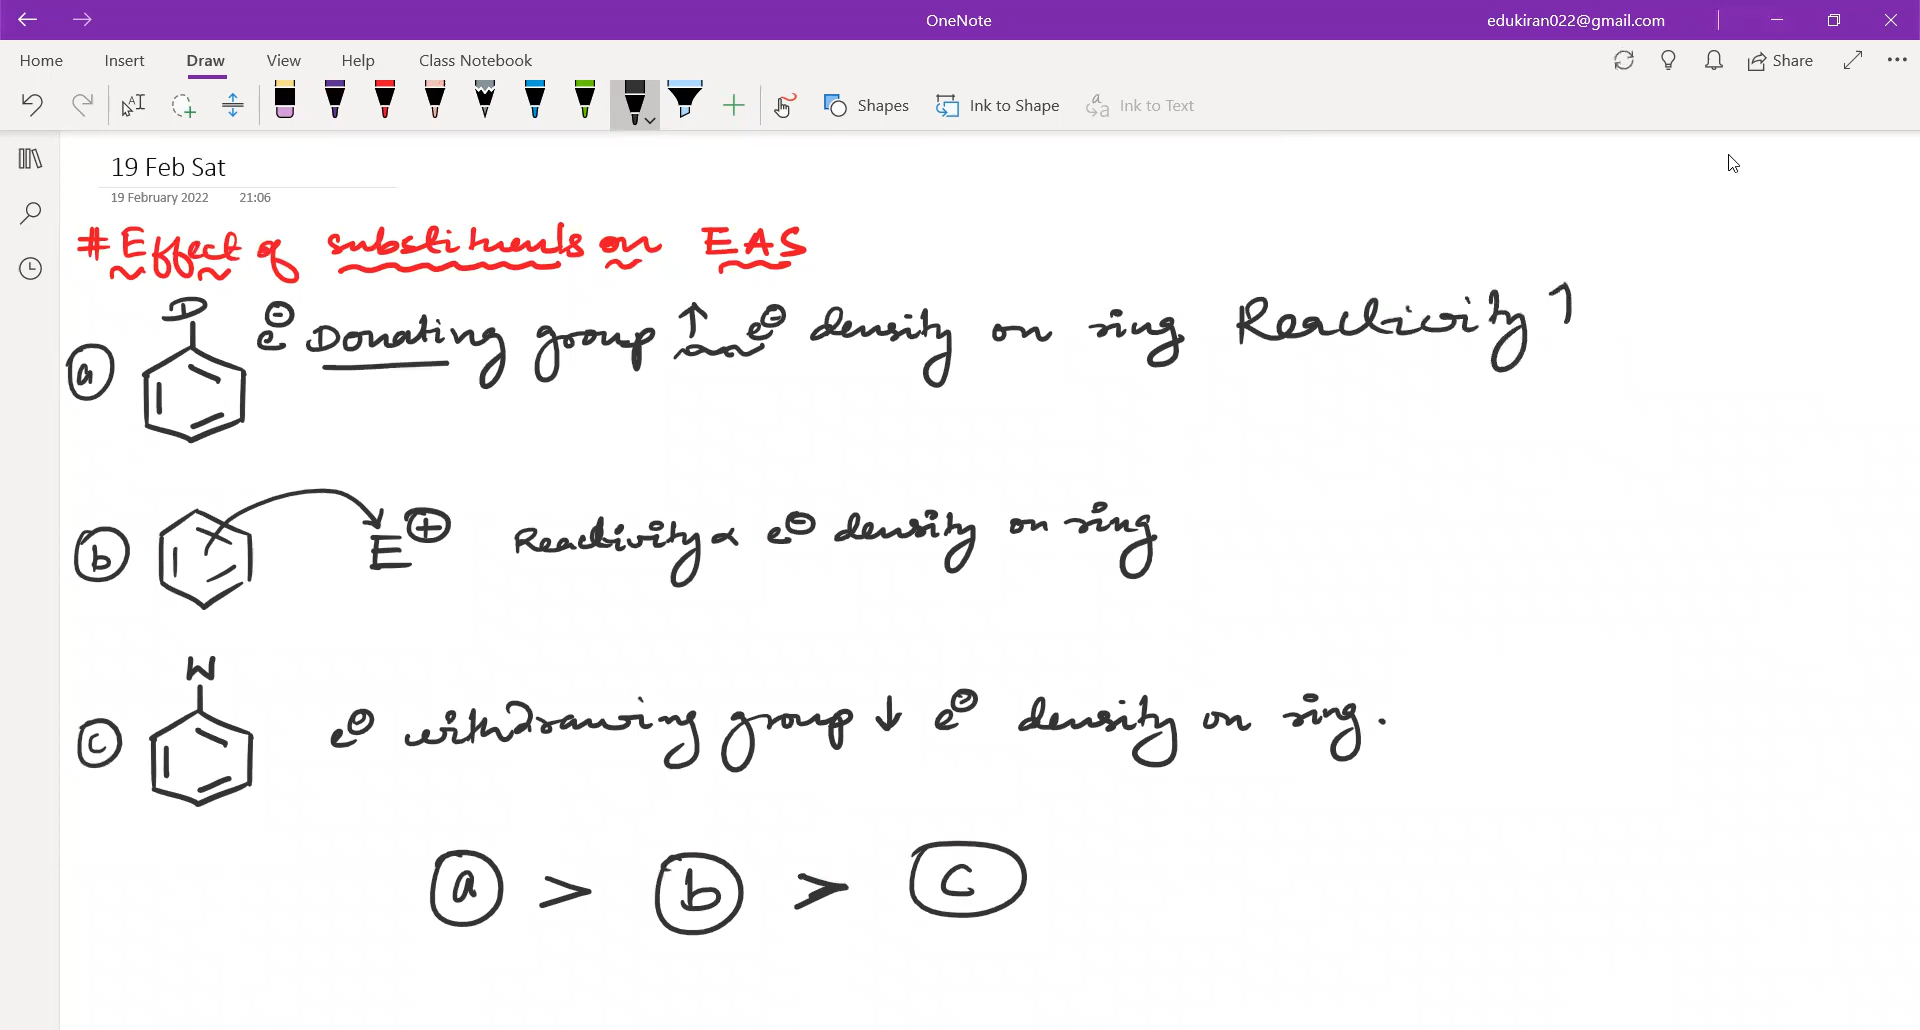 OneNote
edukiran022@gmail.com
Home Insert Draw View Help Class Notebook
Share
Shapes Ink to Shape Ink to Text
19 Feb Sat
19 February 2022 21:06
# Effect of substituents on EAS
D
a e⊖ Donating group ↑ e⊖ density on ring Reactivity ↑
b E⊕ Reactivity ∝ e⊖ density on ring
W
c e⊖ withdrawing group ↓ e⊖ density on ring.
a > b > c